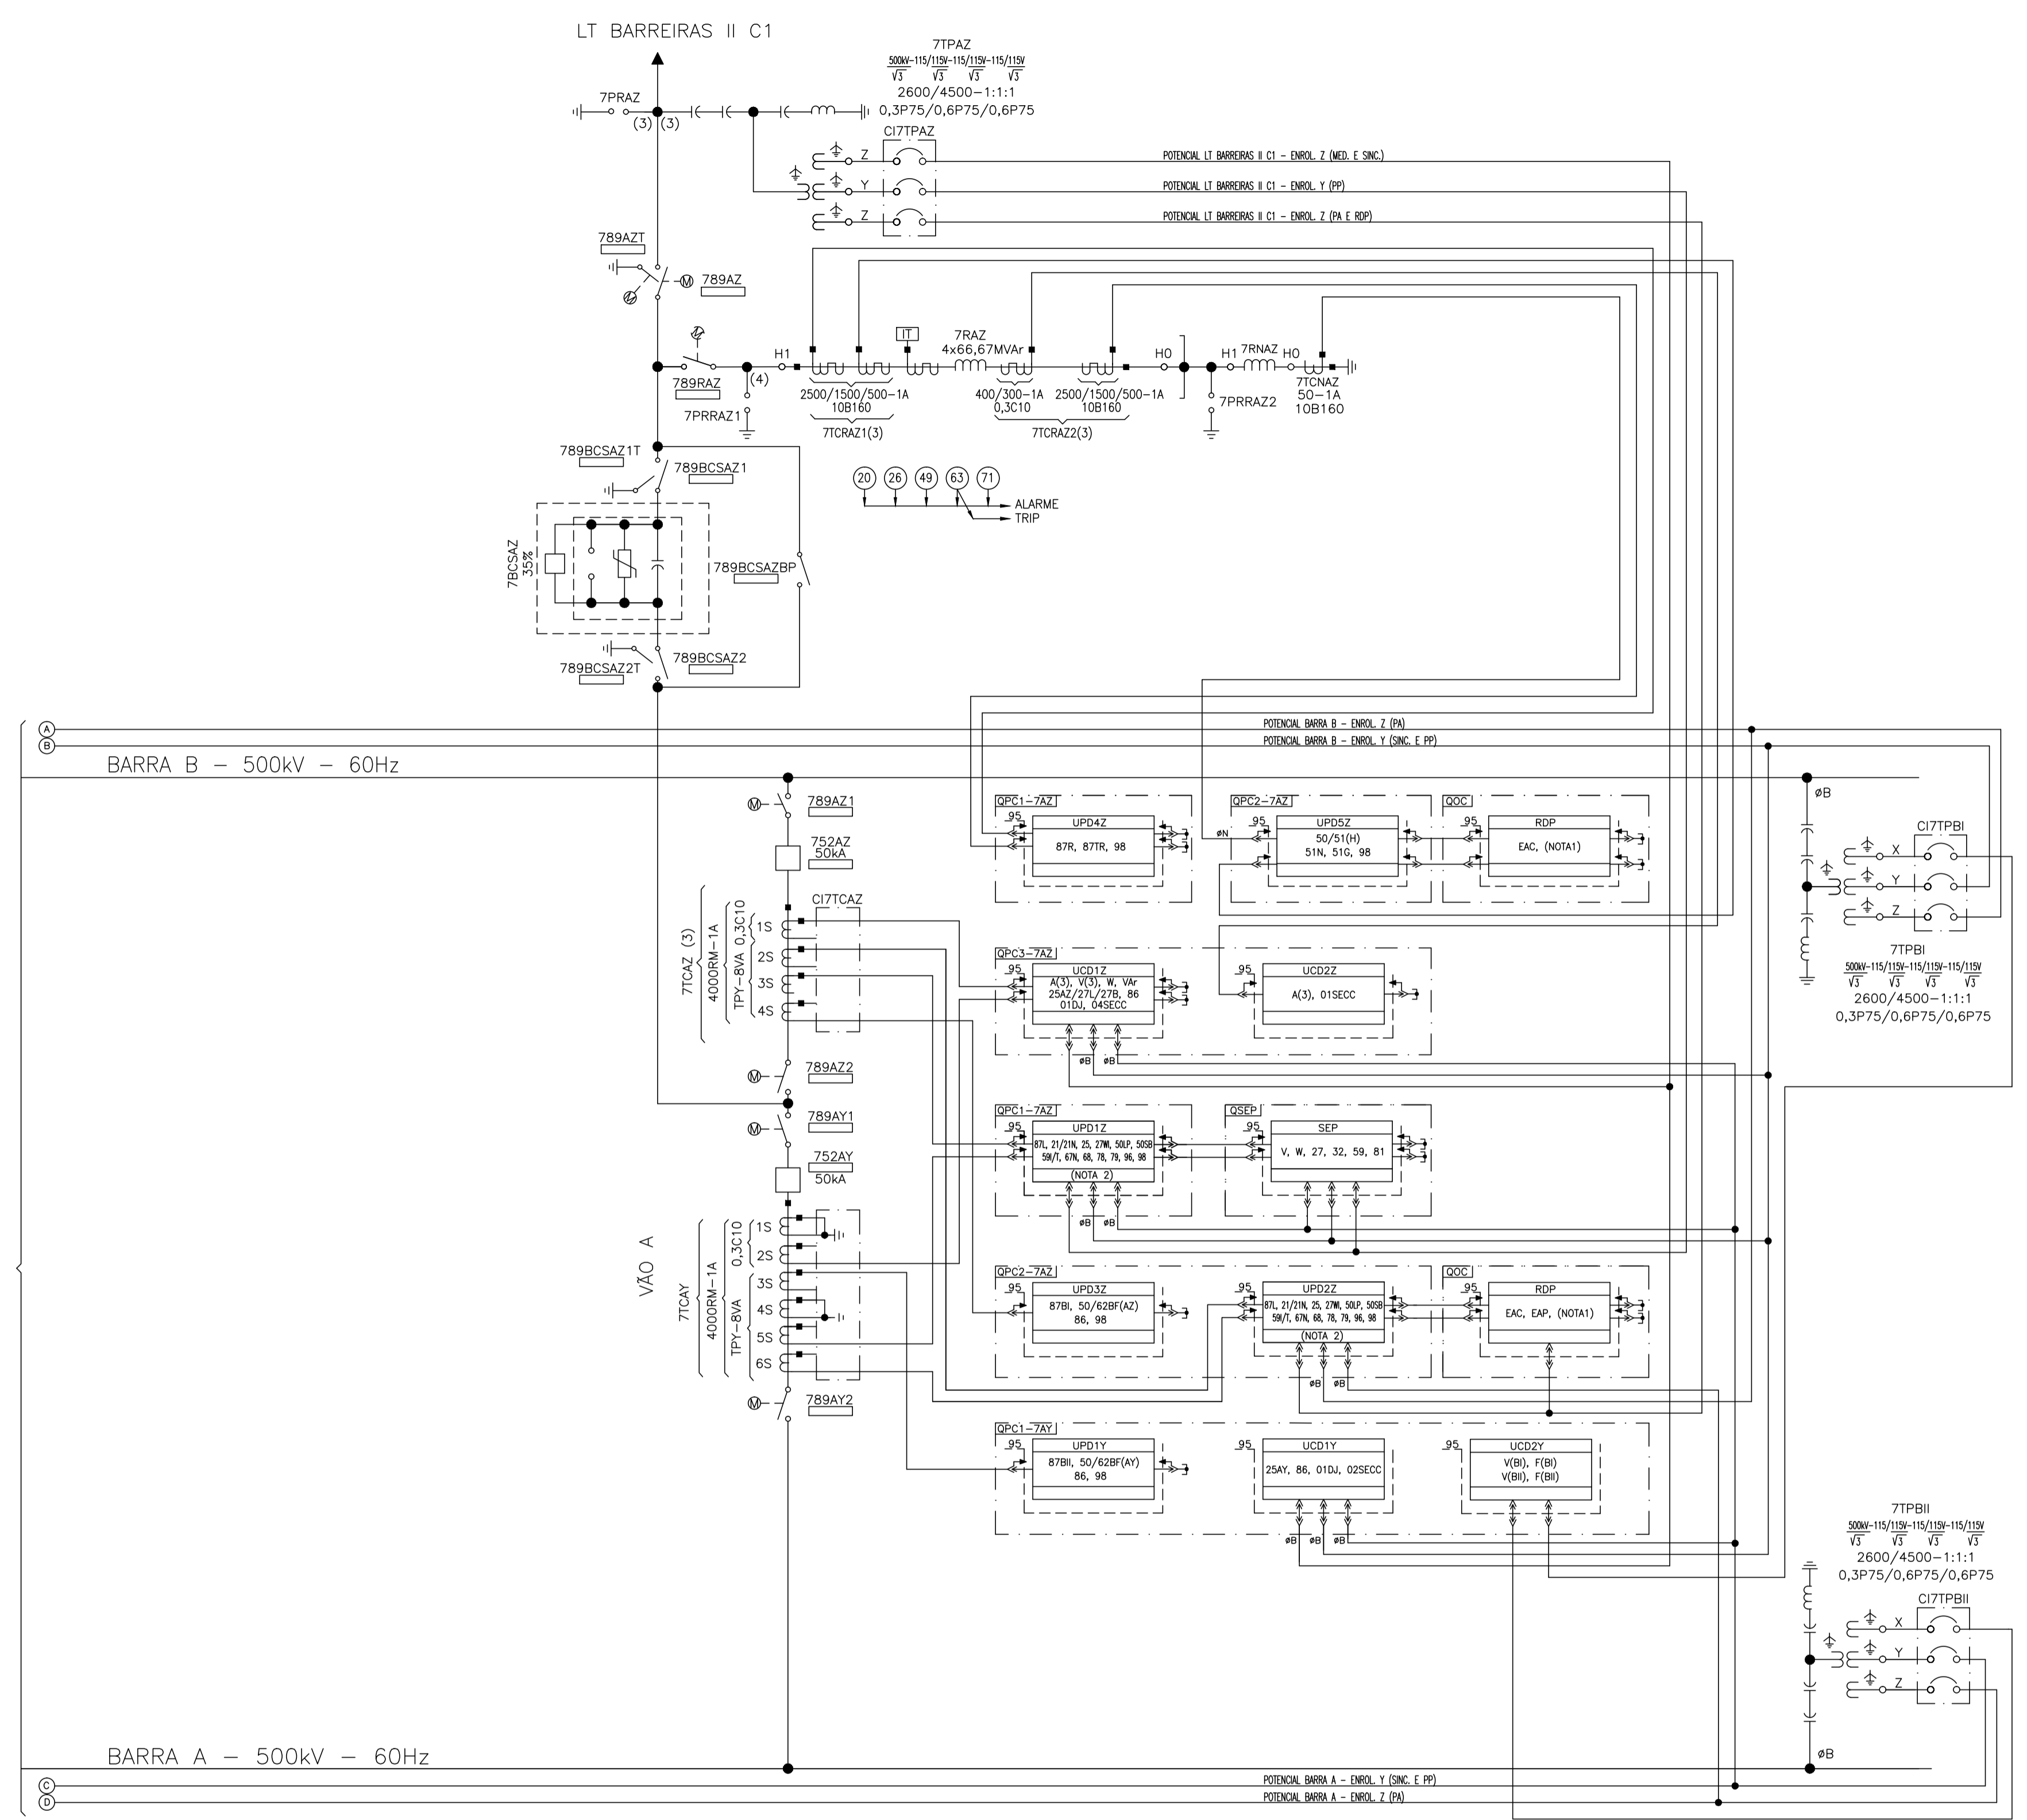 LT BARREIRAS II C1
7TPAZ
500kV-115/115V-115/115V-115/115V
√3 √3 √3 √3
2600/4500-1:1:1
0,3P75/0,6P75/0,6P75
7PRAZ
(3) (3)
CI7TPAZ
Z
POTENCIAL LT BARREIRAS II C1 - ENROL. Z (MED. E SINC.)
Y
POTENCIAL LT BARREIRAS II C1 - ENROL. Y (PP)
Z
POTENCIAL LT BARREIRAS II C1 - ENROL. Z (PA E RDP)
789AZT
M
789AZ
M
M
789RAZ
(4)
7PRRAZ1
H1
IT
7RAZ
4x66,67MVAr
H0
H1
7RNAZ
H0
2500/1500/500-1A
10B160
7TCRAZ1(3)
400/300-1A
0,3C10
2500/1500/500-1A
10B160
7TCRAZ2(3)
7PRRAZ2
7TCNAZ
50-1A
10B160
789BCSAZ1T
789BCSAZ1
20 26 49 63 71
ALARME
TRIP
7BCSAZ
35%
789BCSAZBP
789BCSAZ2T
789BCSAZ2
A
POTENCIAL BARRA B - ENROL. Z (PA)
B
POTENCIAL BARRA B - ENROL. Y (SINC. E PP)
BARRA B - 500kV - 60Hz
M
789AZ1
752AZ
50kA
7TCAZ (3)
4000RM-1A
TPY-8VA 0,3C10
CI7TCAZ
1S
2S
3S
4S
M
789AZ2
M
789AY1
752AY
50kA
VÃO A
7TCAY
4000RM-1A
TPY-8VA
0,3C10
1S
2S
3S
4S
5S
6S
M
789AY2
QPC1-7AZ
95
UPD4Z
87R, 87TR, 98
QPC2-7AZ
95
øN
UPD5Z
50/51(H)
51N, 51G, 98
QOC
95
RDP
EAC, (NOTA1)
QPC3-7AZ
95
UCD1Z
A(3), V(3), W, VAr
25AZ/27L/27B, 86
01DJ, 04SECC
øB øB
95
UCD2Z
A(3), 01SECC
QPC1-7AZ
95
UPD1Z
87L, 21/21N, 25, 27WI, 50LP, 50SB
59I/T, 67N, 68, 78, 79, 96, 98
(NOTA 2)
øB øB
QSEP
95
SEP
V, W, 27, 32, 59, 81
QPC2-7AZ
95
UPD3Z
87BI, 50/62BF(AZ)
86, 98
95
UPD2Z
87L, 21/21N, 25, 27WI, 50LP, 50SB
59I/T, 67N, 68, 78, 79, 96, 98
(NOTA 2)
øB øB
QOC
95
RDP
EAC, EAP, (NOTA1)
QPC1-7AY
95
UPD1Y
87BII, 50/62BF(AY)
86, 98
95
UCD1Y
25AY, 86, 01DJ, 02SECC
øB øB øB
95
UCD2Y
V(BI), F(BI)
V(BII), F(BII)
øB
CI7TPBI
X
Y
Z
7TPBI
500kV-115/115V-115/115V-115/115V
√3 √3 √3 √3
2600/4500-1:1:1
0,3P75/0,6P75/0,6P75
7TPBII
500kV-115/115V-115/115V-115/115V
√3 √3 √3 √3
2600/4500-1:1:1
0,3P75/0,6P75/0,6P75
CI7TPBII
X
Y
Z
øB
BARRA A - 500kV - 60Hz
C
POTENCIAL BARRA A - ENROL. Y (SINC. E PP)
D
POTENCIAL BARRA A - ENROL. Z (PA)